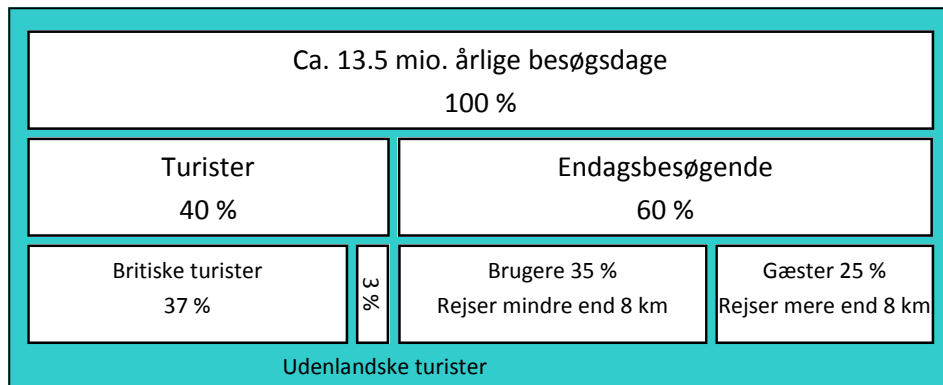 Ca. 13.5 mio. årlige besøgsdage
100 %
Turister
40 %
Endagsbesøgende
60 %
Britiske turister
37 %
3 %
Brugere 35 %
Rejser mindre end 8 km
Gæster 25 %
Rejser mere end 8 km
Udenlandske turister